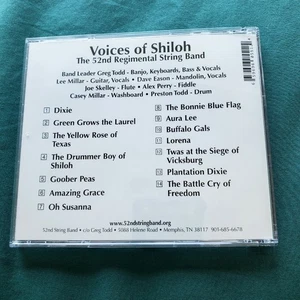 Voices of Shiloh
The 52nd Regimental String Band
Band Leader Greg Todd - Banjo, Keyboards, Bass & Vocals
Lee Millar - Guitar, & Vocals • Dave Eason - Mandolin, Vocals
Joe Skelley - Flute • Alex Perry - Fiddle
Casey Millar - Washboard • Preston Todd - Drum
1 Dixie
2 Green Grows the Laurel
3 The Yellow Rose of
Texas
4 The Drummer Boy of
Shiloh
5 Goober Peas
6 Amazing Grace
7 Oh Susanna
8 The Bonnie Blue Flag
9 Aura Lee
10 Buffalo Gals
11 Lorena
12 Twas at the Siege of
Vicksburg
13 Plantation Dixie
14 The Battle Cry of
Freedom
www.52ndstringband.org
52nd String Band • c/o Greg Todd • 5088 Helene Road • Memphis, TN 38117 901-685-6678